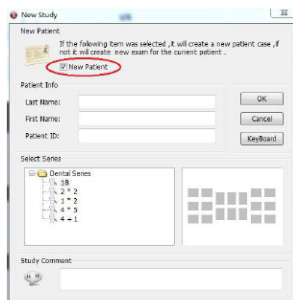 New Study
New Patient
If the following item was selected ,it will create a new patient case ,if
not it will create new exam for the current patient .
New Patient
Patient Info
Last Name:
First Name:
Patient ID:
OK
Cancel
KeyBoard
Select Series
Dental Series
18
2 * 2
1 * 2
4 * 5
4 + 1
Study Comment